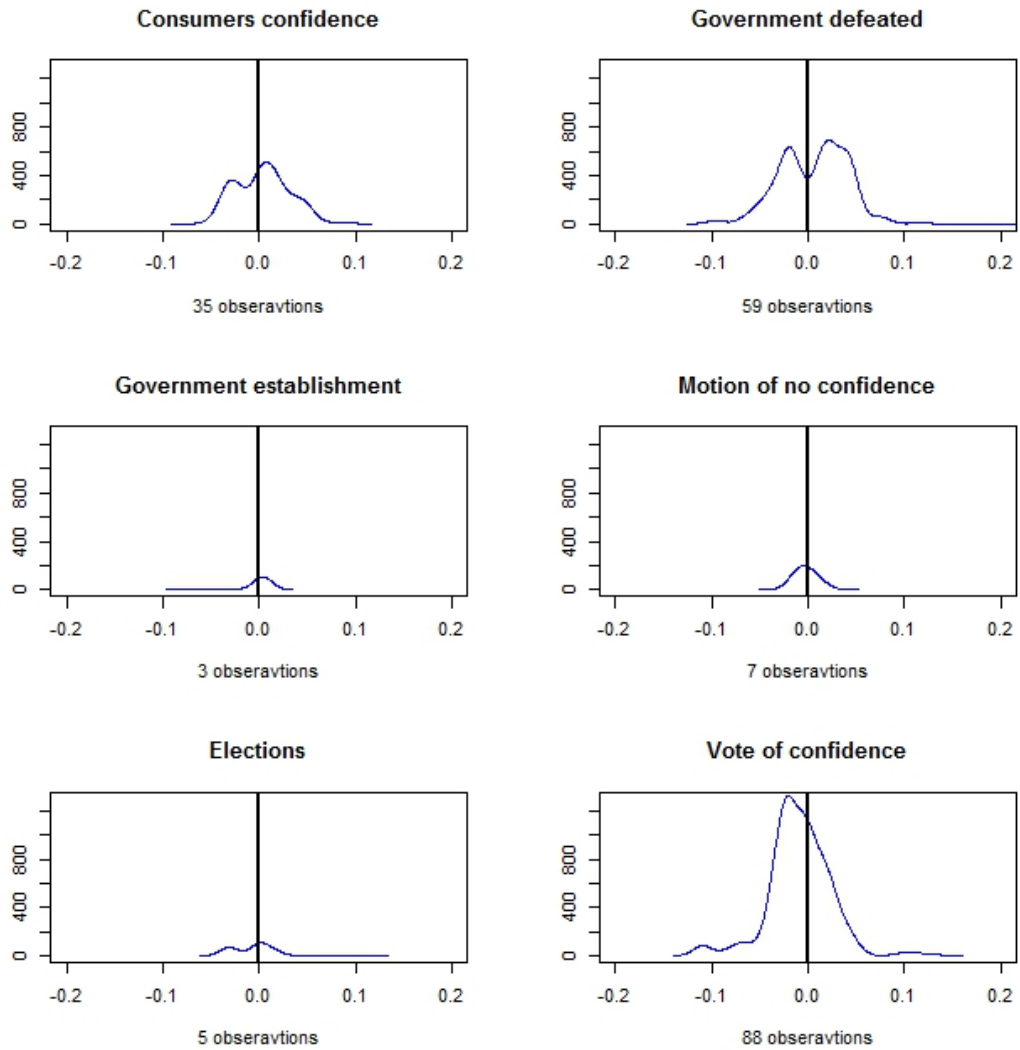 Consumers confidence
800
400
0
-0.2 -0.1 0.0 0.1 0.2
35 obseravtions
Government defeated
800
400
0
-0.2 -0.1 0.0 0.1 0.2
59 obseravtions
Government establishment
800
400
0
-0.2 -0.1 0.0 0.1 0.2
3 obseravtions
Motion of no confidence
800
400
0
-0.2 -0.1 0.0 0.1 0.2
7 obseravtions
Elections
800
400
0
-0.2 -0.1 0.0 0.1 0.2
5 obseravtions
Vote of confidence
800
400
0
-0.2 -0.1 0.0 0.1 0.2
88 obseravtions